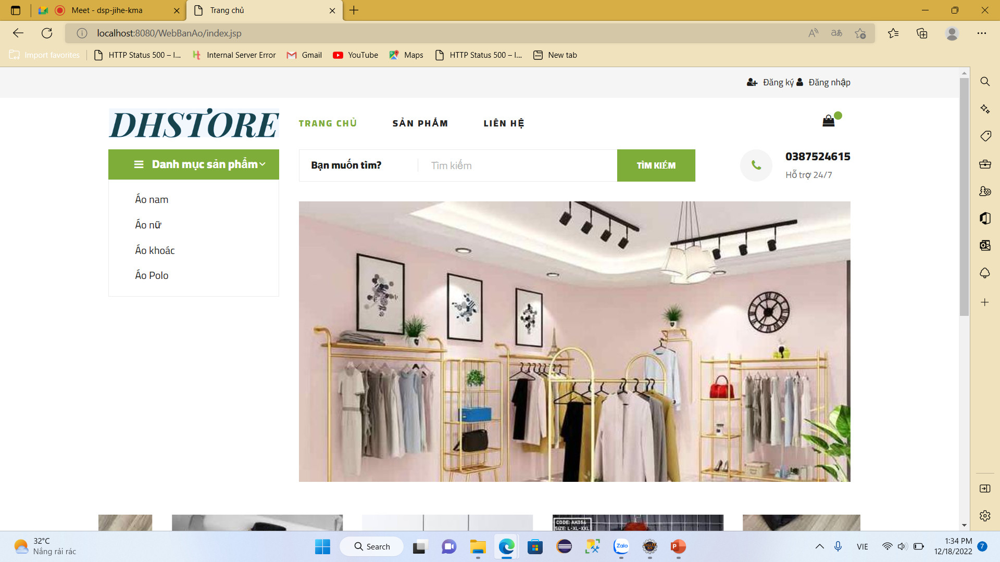 Meet - dsp-jihe-kma
Trang chủ
localhost:8080/WebBanAo/index.jsp
Import favorites
HTTP Status 500 – I...
Internal Server Error
Gmail
YouTube
Maps
HTTP Status 500 – I...
New tab
Đăng ký
Đăng nhập
DHSTORE
TRANG CHỦ
SẢN PHẨM
LIÊN HỆ
Danh mục sản phẩm
Bạn muốn tìm?
Tìm kiếm
TÌM KIẾM
0387524615
Hỗ trợ 24/7
Áo nam
Áo nữ
Áo khoác
Áo Polo
CODE: AK054
SIZE: L-XL-XXL
32°C
Nắng rải rác
Search
Zalo
VIE
1:34 PM
12/18/2022
7